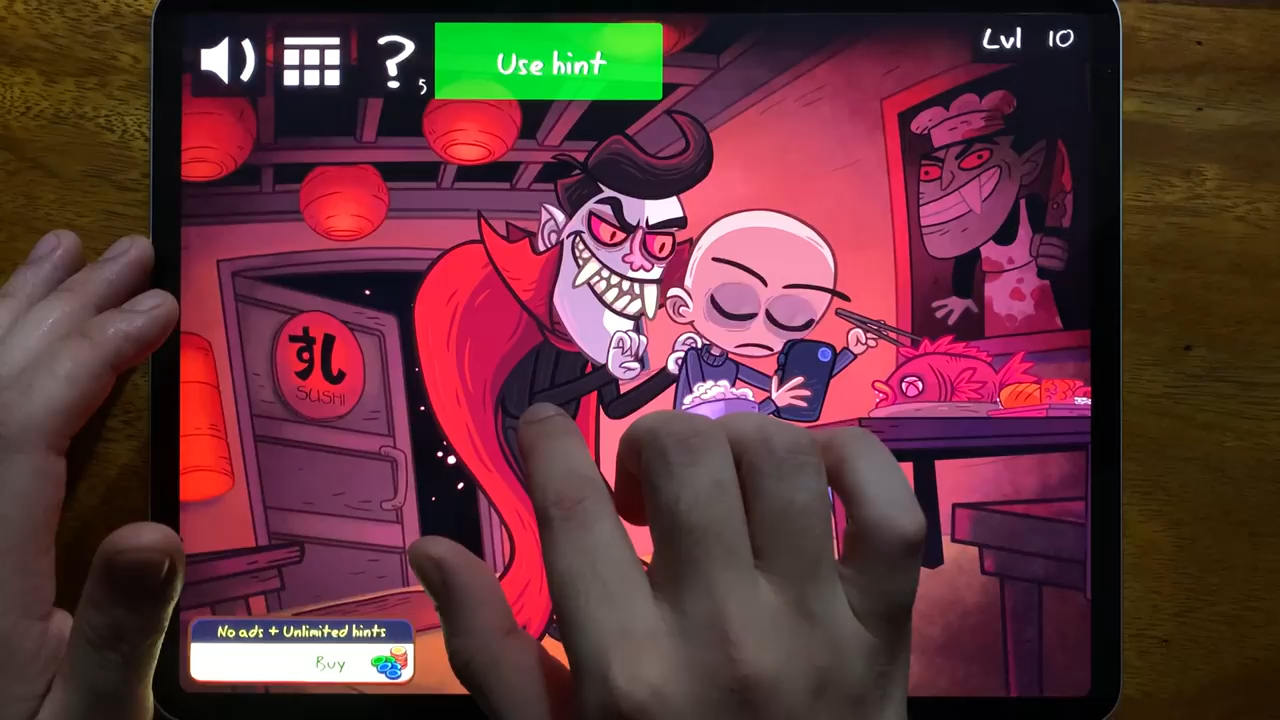 Use hint
Lvl 10
5
すし
SUSHI
No ads + Unlimited hints
Buy